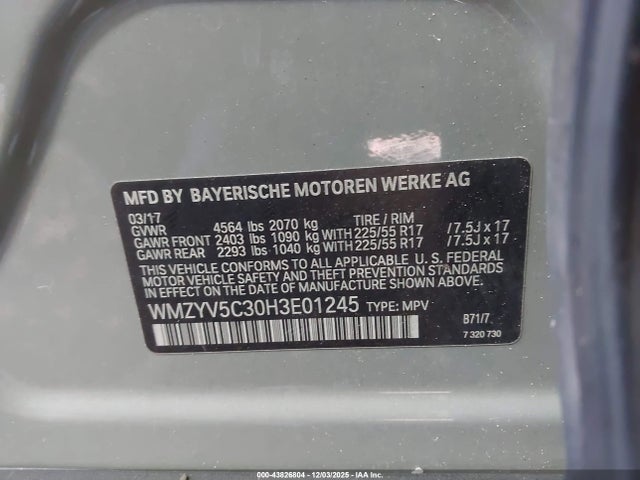 MFD BY BAYERISCHE MOTOREN WERKE AG
03/17 TIRE / RIM
GVWR 4564 lbs 2070 kg
GAWR FRONT 2403 lbs 1090 kg WITH 225/55 R17 / 7.5J x 17
GAWR REAR 2293 lbs 1040 kg WITH 225/55 R17 / 7.5J x 17
THIS VEHICLE CONFORMS TO ALL APPLICABLE U. S. FEDERAL
MOTOR VEHICLE SAFETY AND THEFT PREVENTION STANDARDS
IN EFFECT ON THE DATE OF MANUFACTURE SHOWN ABOVE.
WMZYV5C30H3E01245 TYPE: MPV
B71/7
7 320 730
000-43826804 - 12/03/2025 - IAAI.COM